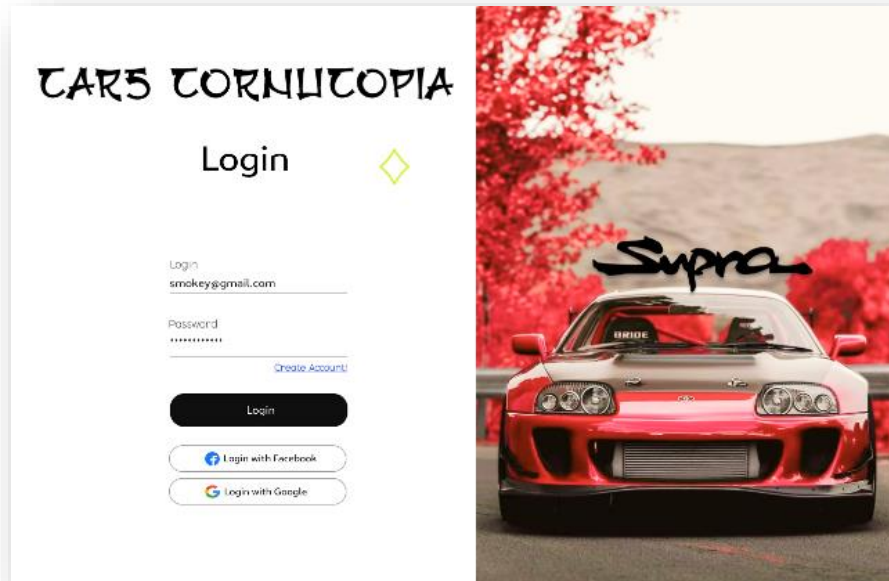 CARS CORNUCOPIA
Login
Login
smokey@gmail.com
Password
Create Account!
Login
Login with Facebook
Login with Google
Supra
BRIDE